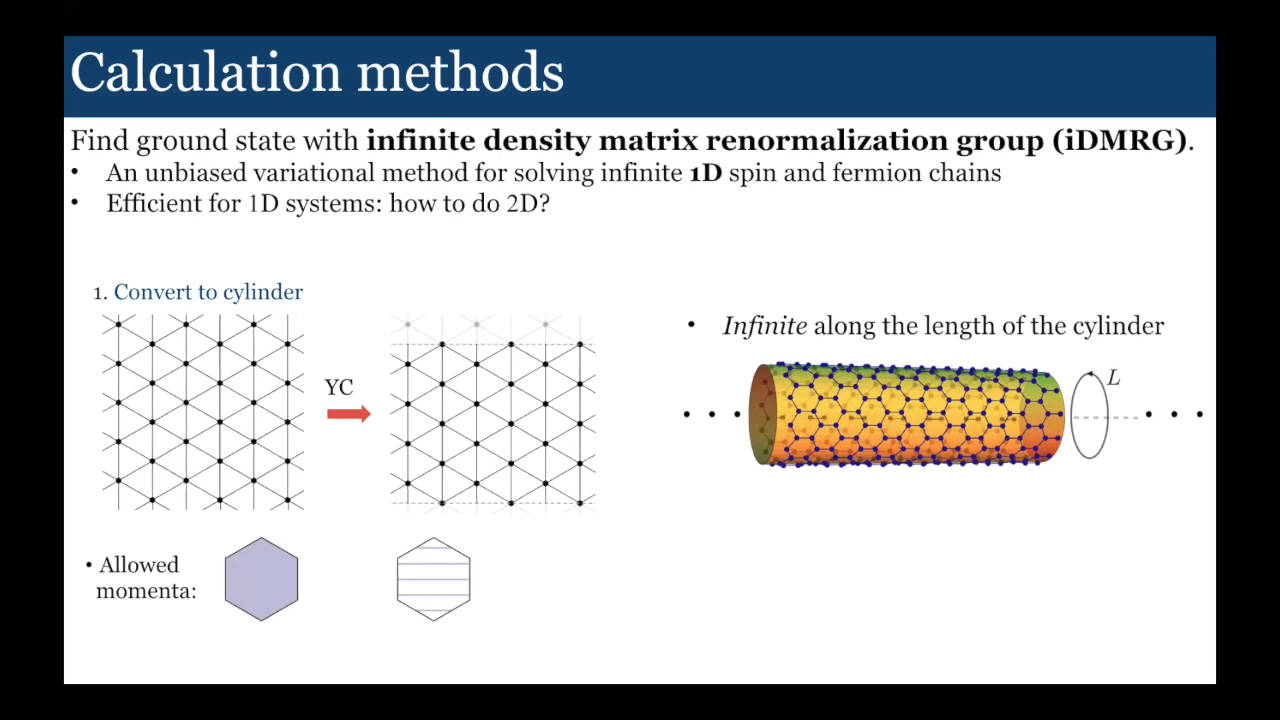 Calculation methods
Find ground state with infinite density matrix renormalization group (iDMRG).
• An unbiased variational method for solving infinite 1D spin and fermion chains
• Efficient for 1D systems: how to do 2D?
1. Convert to cylinder
• Infinite along the length of the cylinder
YC
L
• Allowed
momenta: